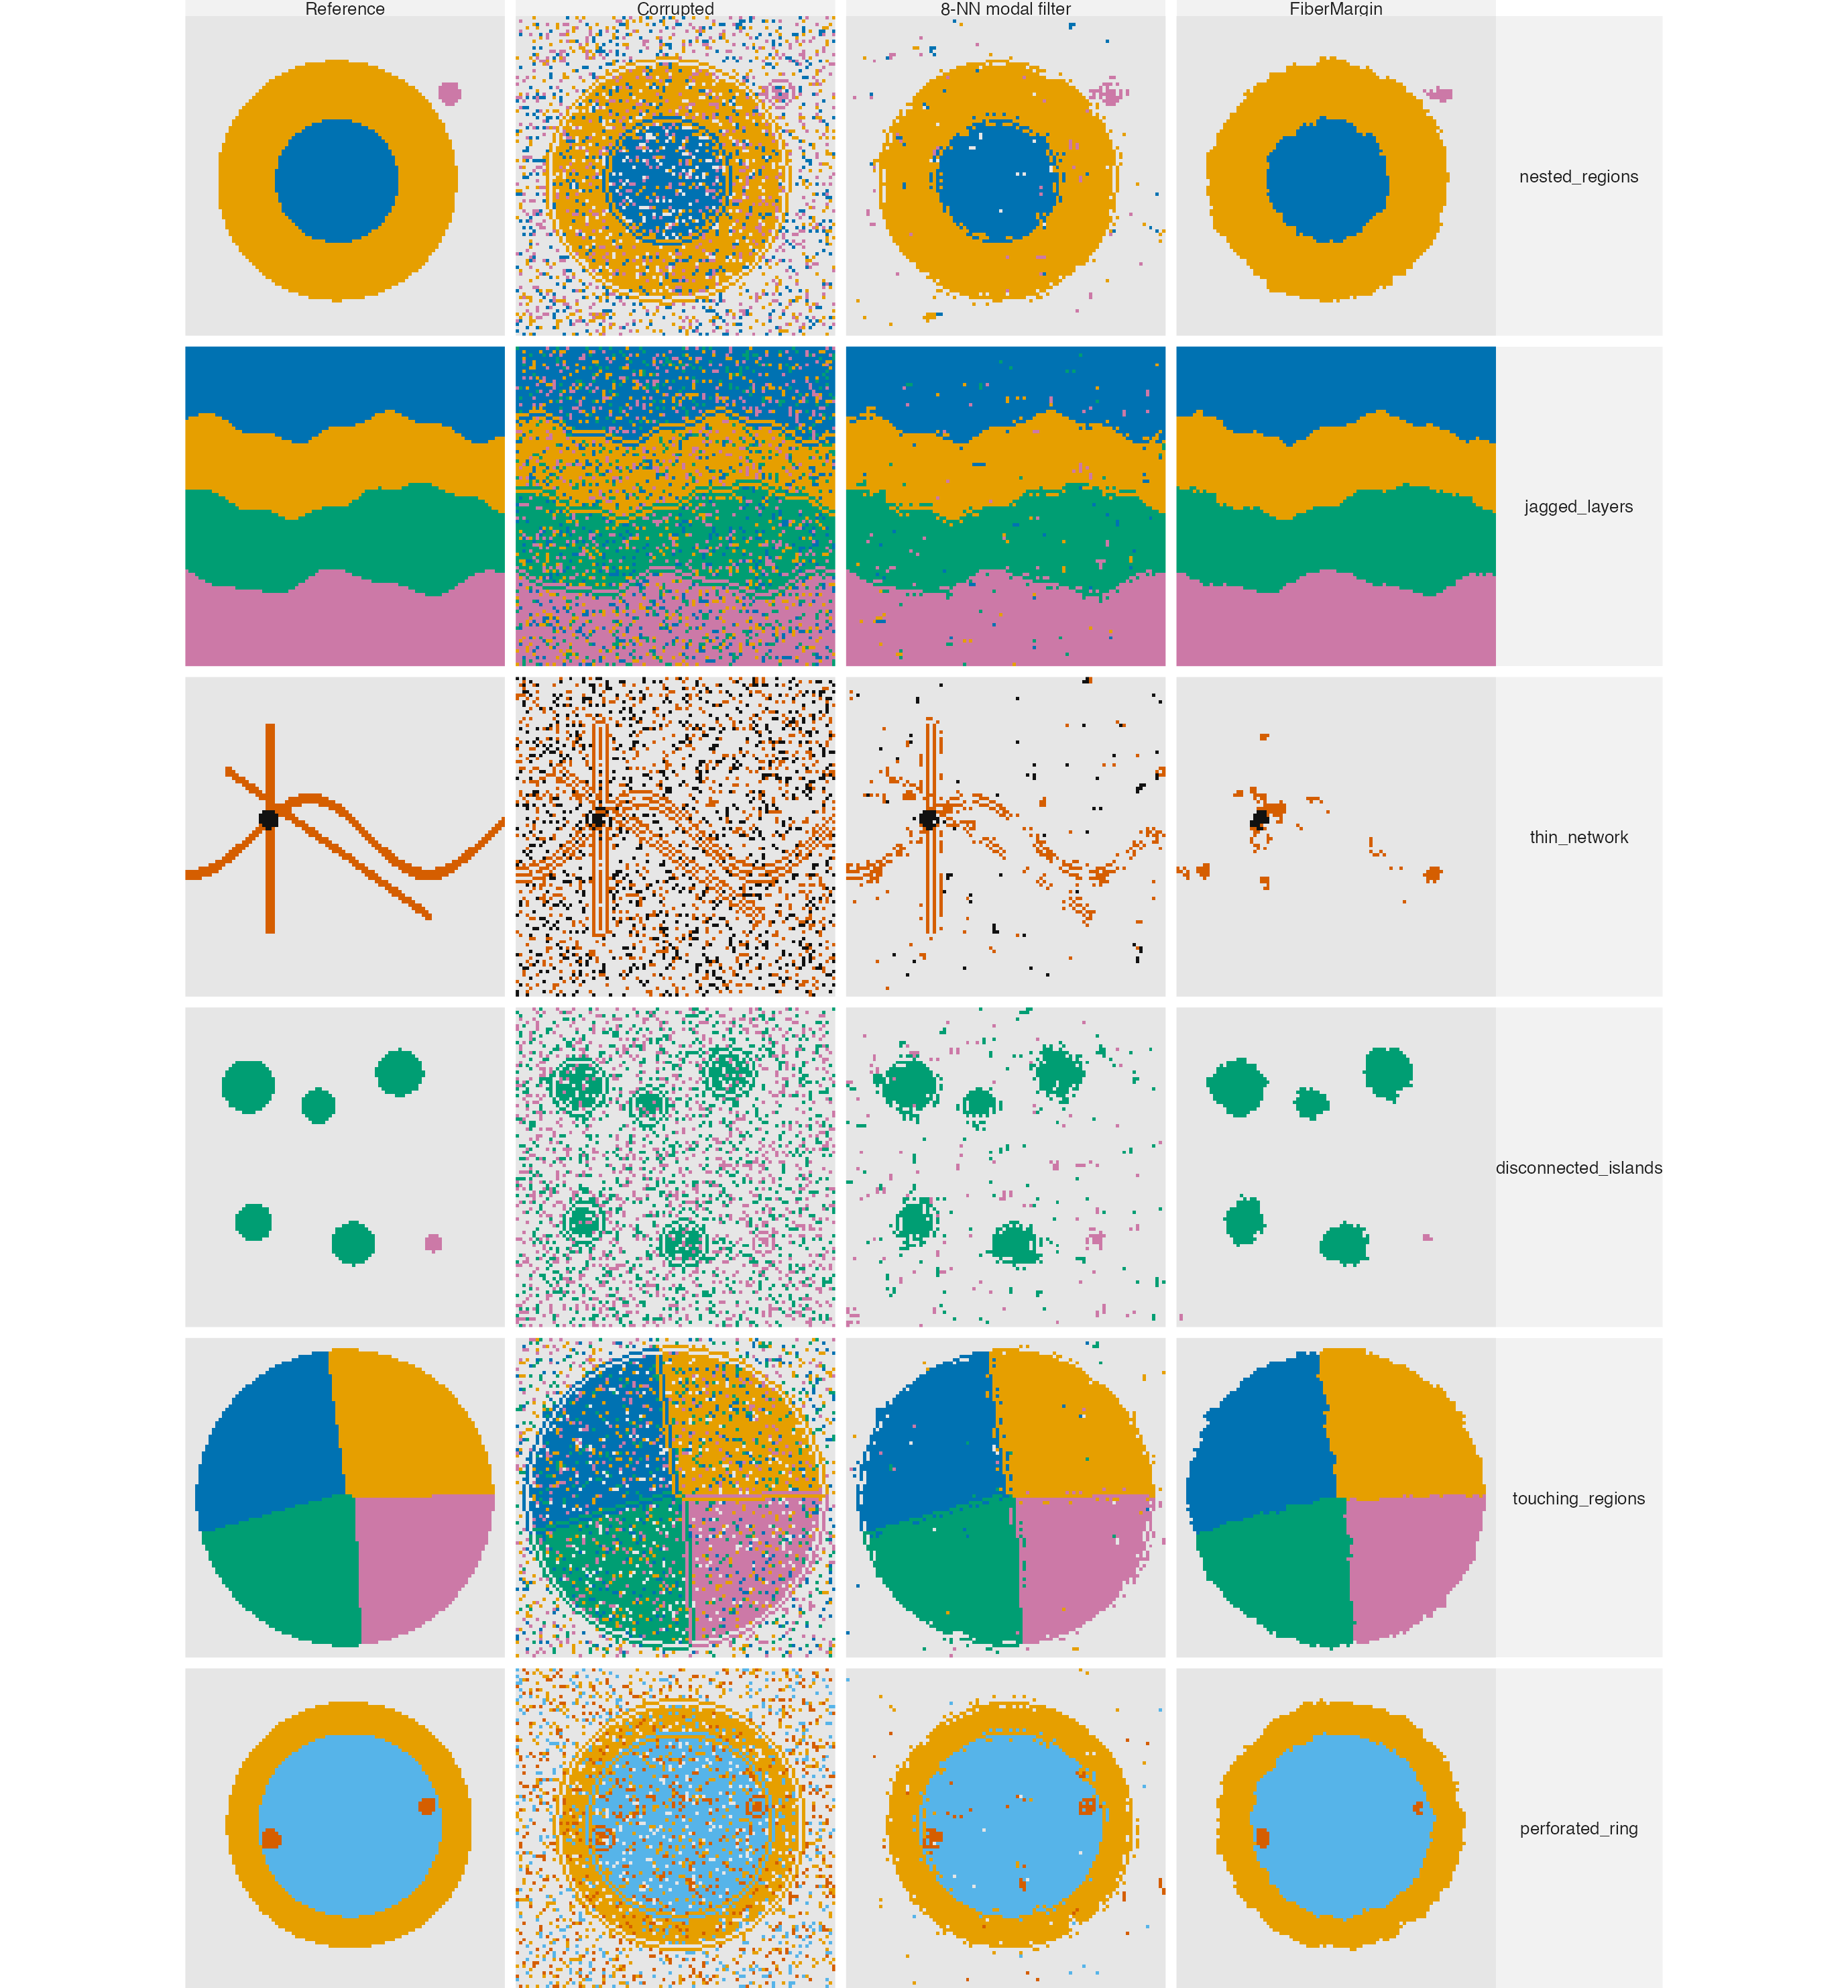 Reference
Corrupted
8-NN modal filter
FiberMargin
nested_regions
jagged_layers
thin_network
disconnected_islands
touching_regions
perforated_ring